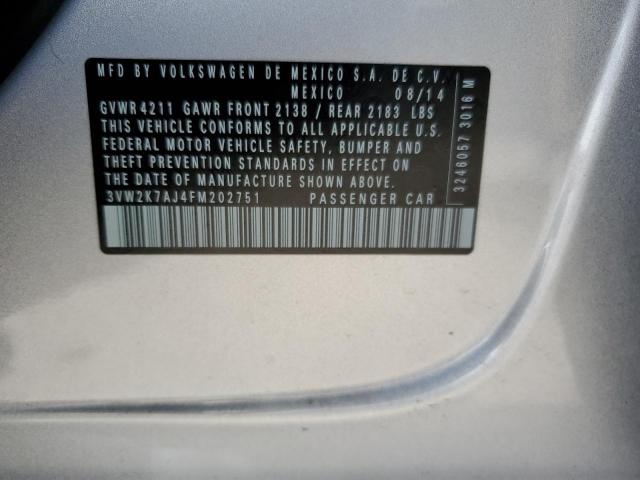 MFD BY VOLKSWAGEN DE MEXICO S.A. DE C.V.
MEXICO 08/14
GVWR 4211 GAWR FRONT 2138 / REAR 2183 LBS
THIS VEHICLE CONFORMS TO ALL APPLICABLE U.S.
FEDERAL MOTOR VEHICLE SAFETY, BUMPER AND
THEFT PREVENTION STANDARDS IN EFFECT ON
THE DATE OF MANUFACTURE SHOWN ABOVE.
3VW2K7AJ4FM202751 PASSENGER CAR
3246057 3016 M